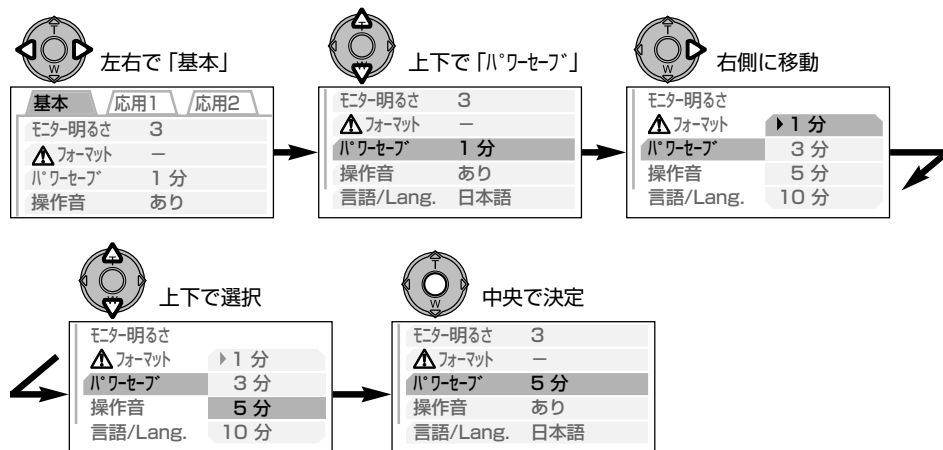 T
W
左右で「基本」
基本 応用1 応用2
モニター明るさ 3
フォーマット －
パワーセーブ 1 分
操作音 あり
T
W
上下で「パワーセーブ」
モニター明るさ 3
フォーマット －
パワーセーブ 1 分
操作音 あり
言語/Lang. 日本語
T
W
右側に移動
モニター明るさ
フォーマット 1 分
パワーセーブ 3 分
操作音 5 分
言語/Lang. 10 分
T
W
上下で選択
モニター明るさ
フォーマット 1 分
パワーセーブ 3 分
操作音 5 分
言語/Lang. 10 分
T
W
中央で決定
モニター明るさ 3
フォーマット －
パワーセーブ 5 分
操作音 あり
言語/Lang. 日本語